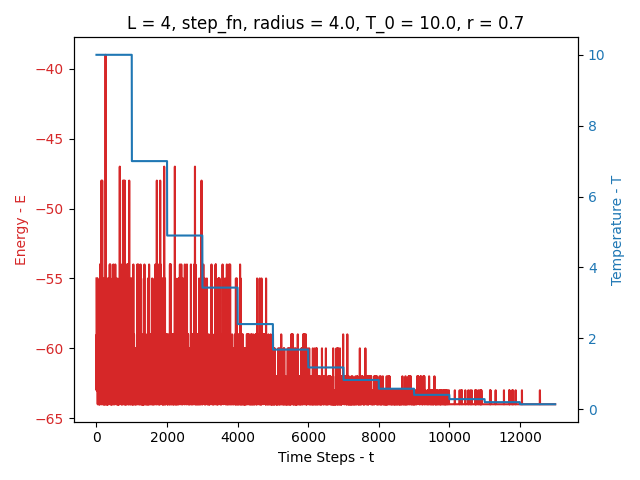 L = 4, step_fn, radius = 4.0, T_0 = 10.0, r = 0.7
Energy - E
−40
−45
−50
−55
−60
−65
10
8
6
4
2
0
Temperature - T
0 2000 4000 6000 8000 10000 12000
Time Steps - t